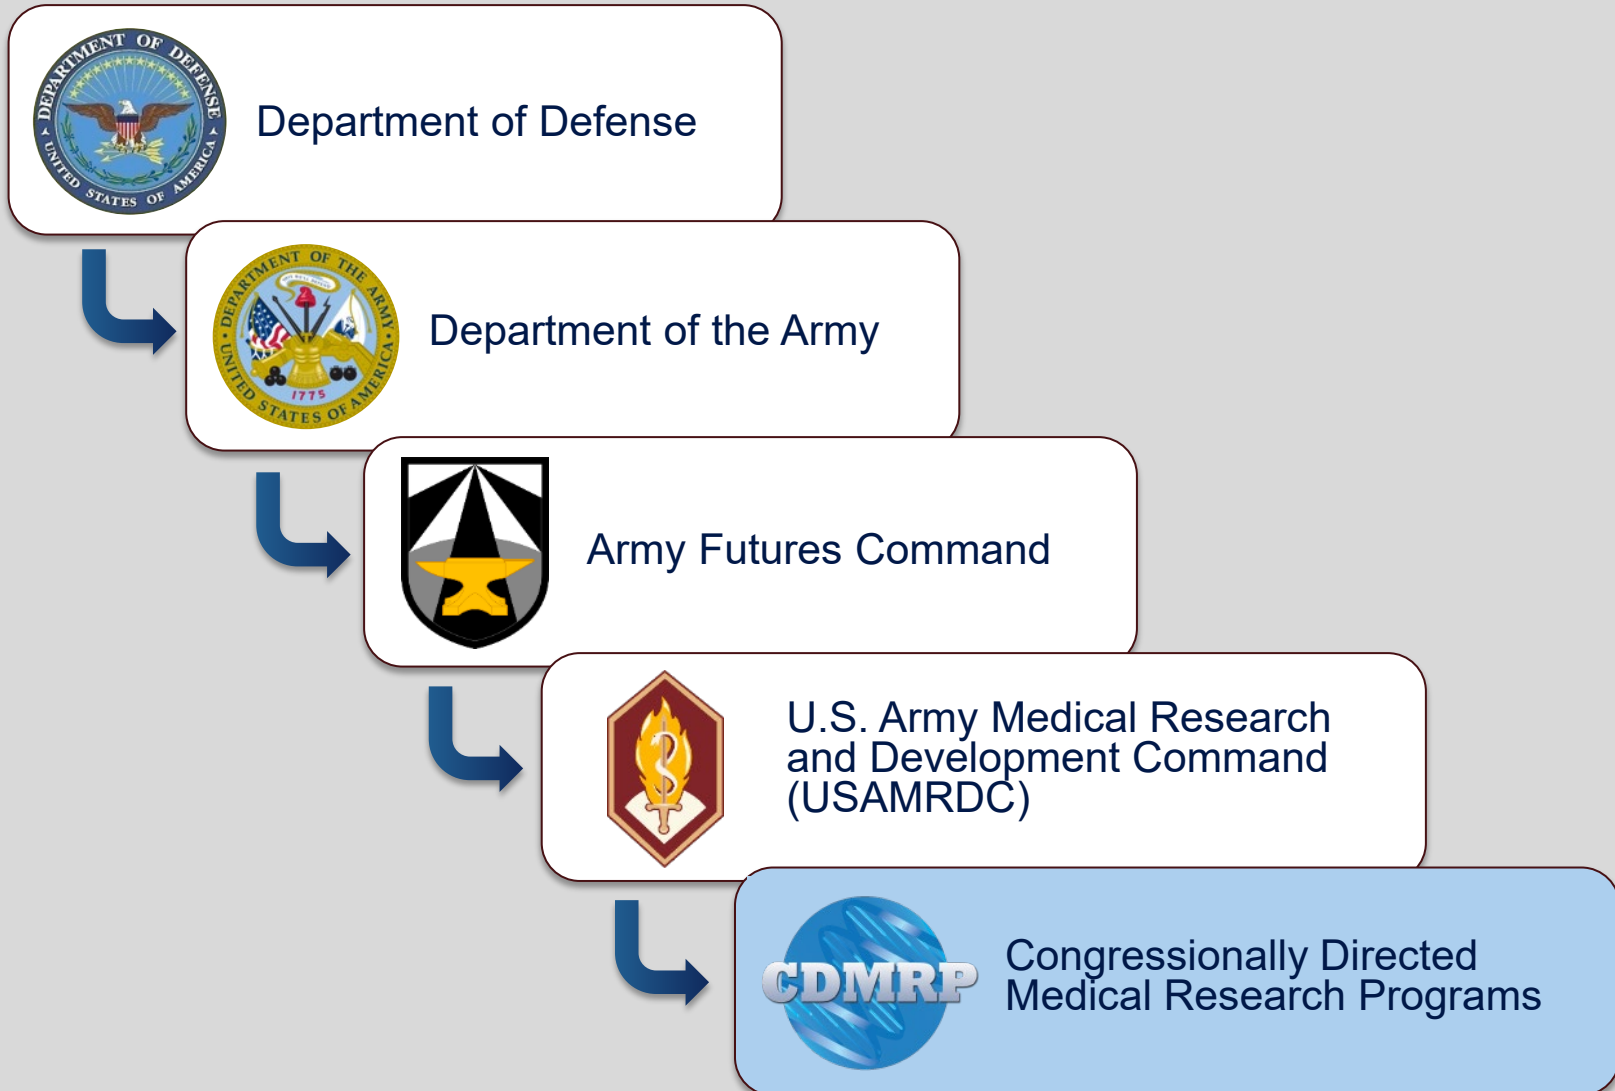 DEPARTMENT OF DEFENSE
UNITED STATES OF AMERICA
Department of Defense
DEPARTMENT OF THE ARMY
1775
UNITED STATES OF AMERICA
Department of the Army
Army Futures Command
U.S. Army Medical Research
and Development Command
(USAMRDC)
CDMRP
Congressionally Directed
Medical Research Programs